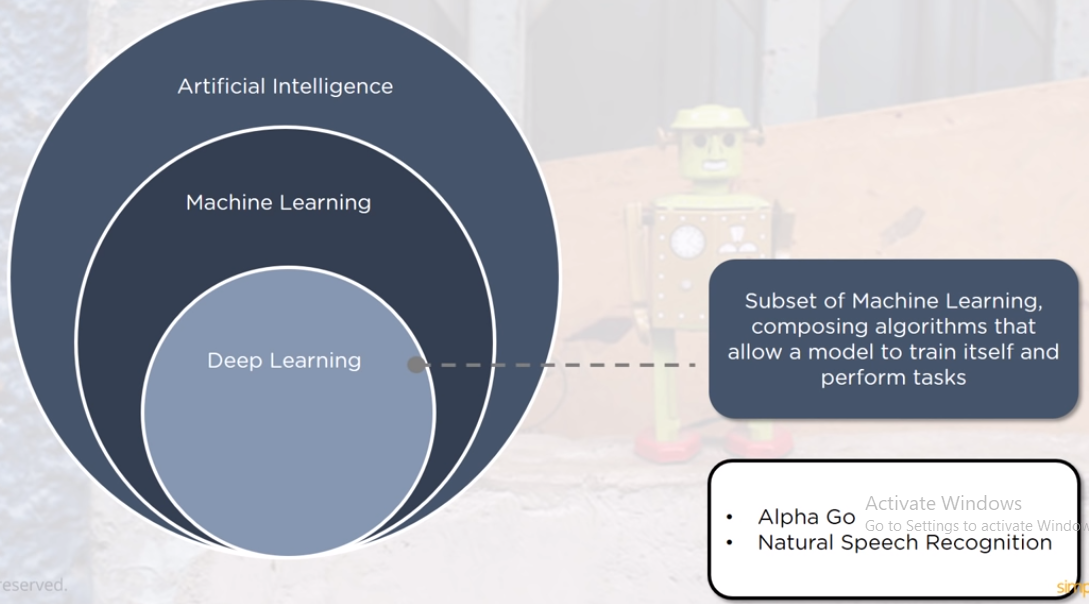 Artificial Intelligence
Machine Learning
Deep Learning
Subset of Machine Learning,
composing algorithms that
allow a model to train itself and
perform tasks
• Alpha Go
• Natural Speech Recognition
Activate Windows
Go to Settings to activate Windo
reserved.